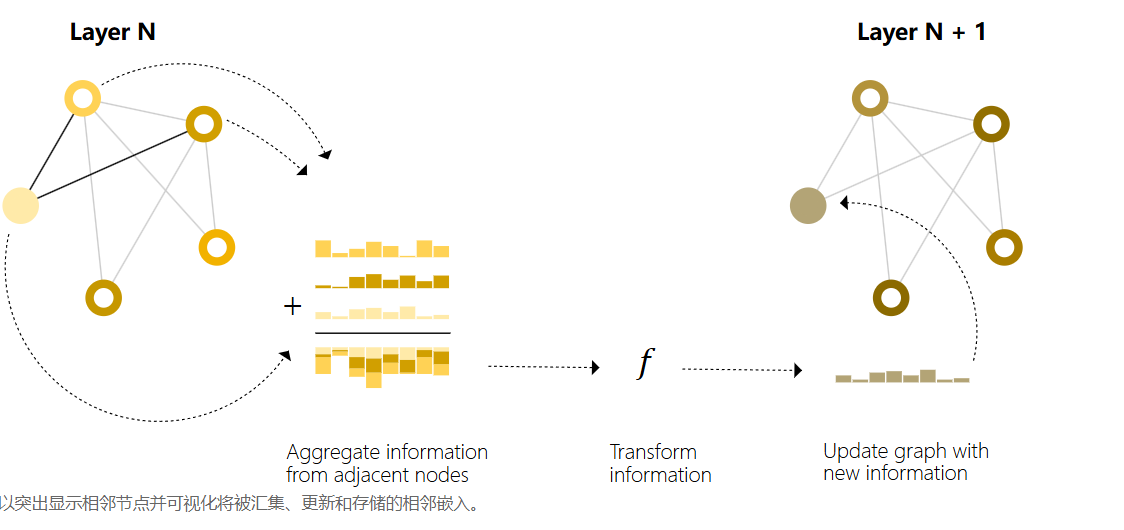 Layer N
Layer N + 1
+
f
Aggregate information
from adjacent nodes
Transform
information
Update graph with
new information
以突出显示相邻节点并可视化将被汇集、更新和存储的相邻嵌入。